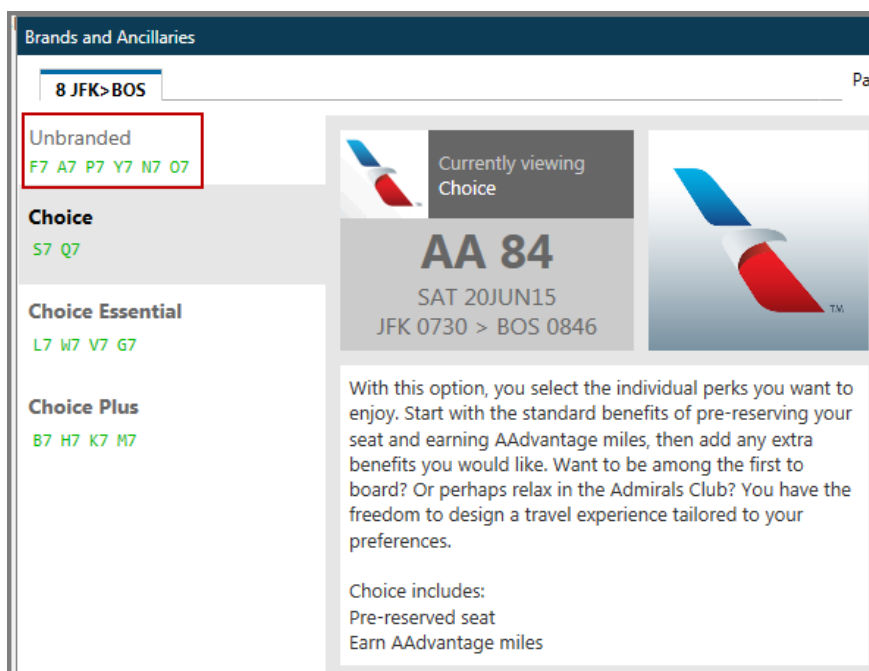 Brands and Ancillaries
8 JFK>BOS
Pa
Unbranded
F7 A7 P7 Y7 N7 O7
Choice
S7 Q7
Choice Essential
L7 W7 V7 G7
Choice Plus
B7 H7 K7 M7
Currently viewing
Choice
AA 84
SAT 20JUN15
JFK 0730 > BOS 0846
TM
With this option, you select the individual perks you want to
enjoy. Start with the standard benefits of pre-reserving your
seat and earning AAdvantage miles, then add any extra
benefits you would like. Want to be among the first to
board? Or perhaps relax in the Admirals Club? You have the
freedom to design a travel experience tailored to your
preferences.
Choice includes:
Pre-reserved seat
Earn AAdvantage miles